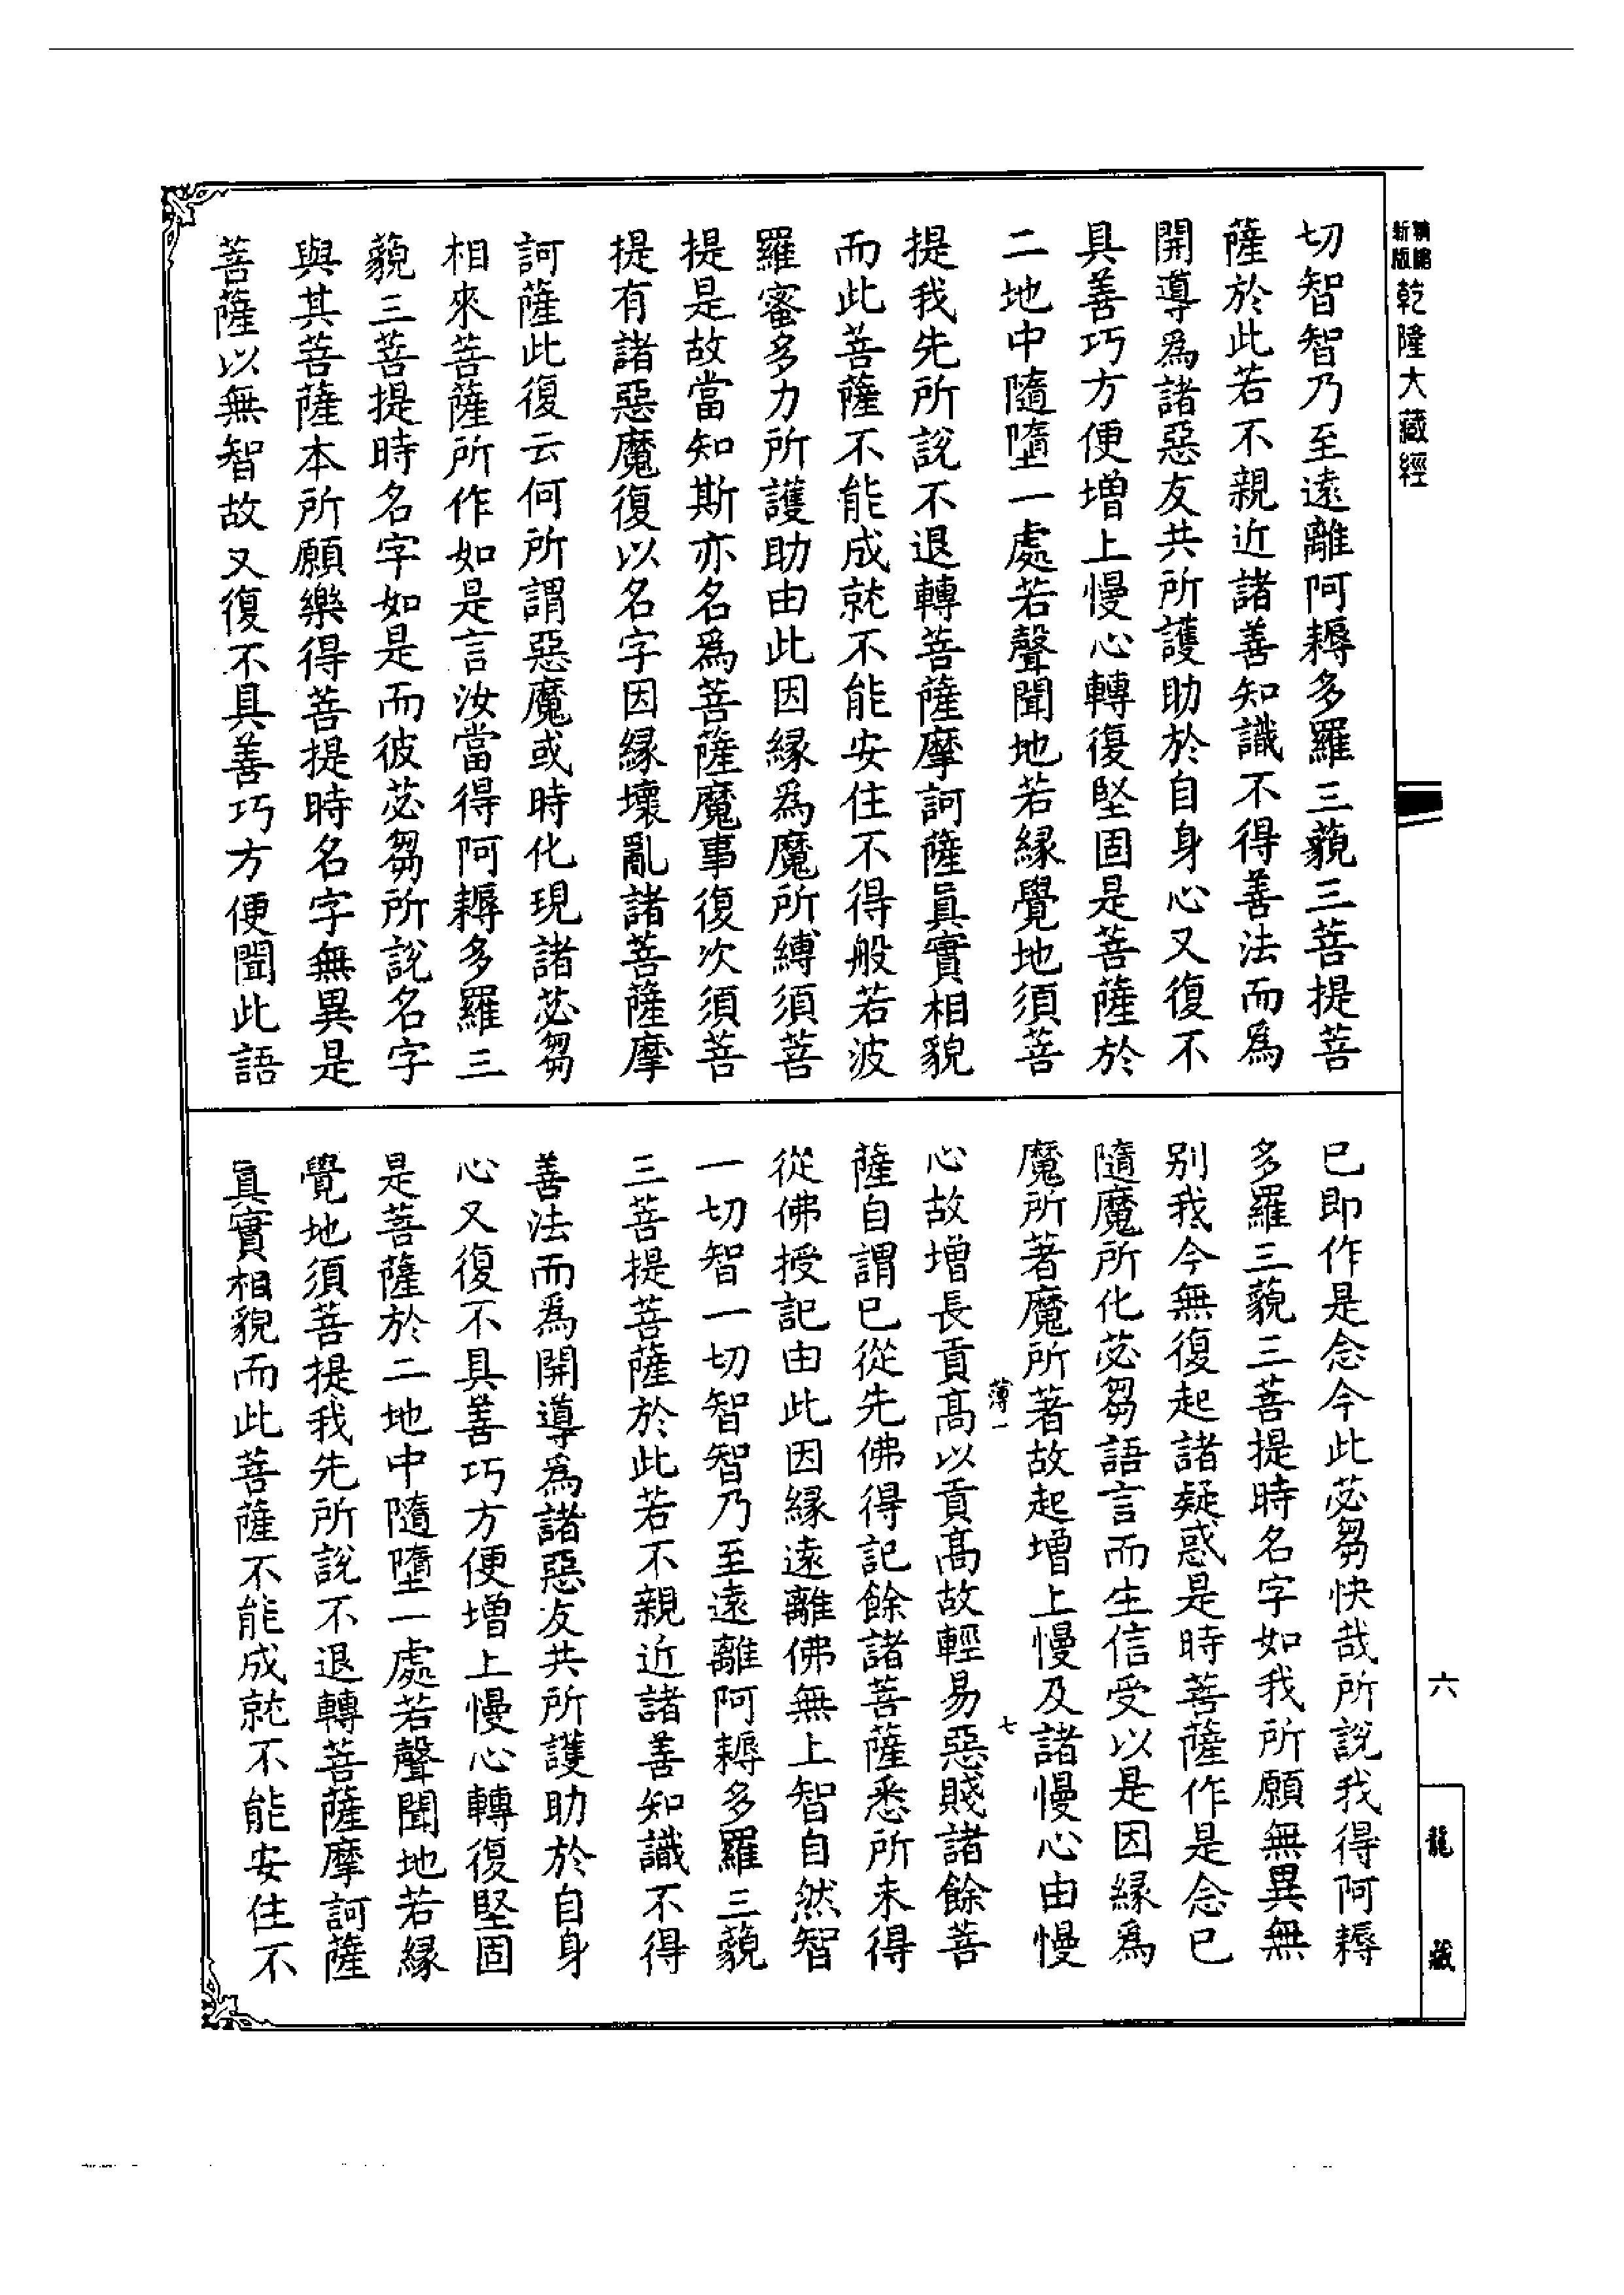 新版
乾隆大藏經
切智智乃至遠離阿耨多羅三藐三菩提菩
薩於此若不親近諸善知識不得善法而為
開導為諸惡友共所護助於自身心又復不
具善巧方便增上慢心轉復堅固是菩薩於
二地中隨墮一處若聲聞地若緣覺地須菩
提我先所說不退轉菩薩摩訶薩真實相貌
而此菩薩不能成就不能安住不得般若波
羅蜜多力所護助由此因緣為魔所縛須菩
提是故當知斯亦名為菩薩魔事復次須菩
提有諸惡魔復以名字因緣壞亂諸菩薩摩
訶薩此復云何所謂惡魔或時化現諸苾芻
相來菩薩所作如是言汝當得阿耨多羅三
藐三菩提時名字如是而彼苾芻所說名字
與其菩薩本所願樂得菩提時名字無異是
菩薩以無智故又復不具善巧方便聞此語
已即作是念今此苾芻快哉所說我得阿耨
多羅三藐三菩提時名字如我所願無異無
別我今無復起諸疑惑是時菩薩作是念已
隨魔所化苾芻語言而生信受以是因緣為
魔所著魔所著故起增上慢及諸慢心由慢
薄一
七
心故增長貢高以貢高故輕易惡賤諸餘菩
薩自謂已從先佛得記餘諸菩薩悉所未得
從佛授記由此因緣遠離佛無上智自然智
一切智一切智智乃至遠離阿耨多羅三藐
三菩提菩薩於此若不親近諸善知識不得
善法而為開導為諸惡友共所護助於自身
心又復不具善巧方便增上慢心轉復堅固
是菩薩於二地中隨墮一處若聲聞地若緣
覺地須菩提我先所說不退轉菩薩摩訶薩
真實相貌而此菩薩不能成就不能安住不
六
龍藏